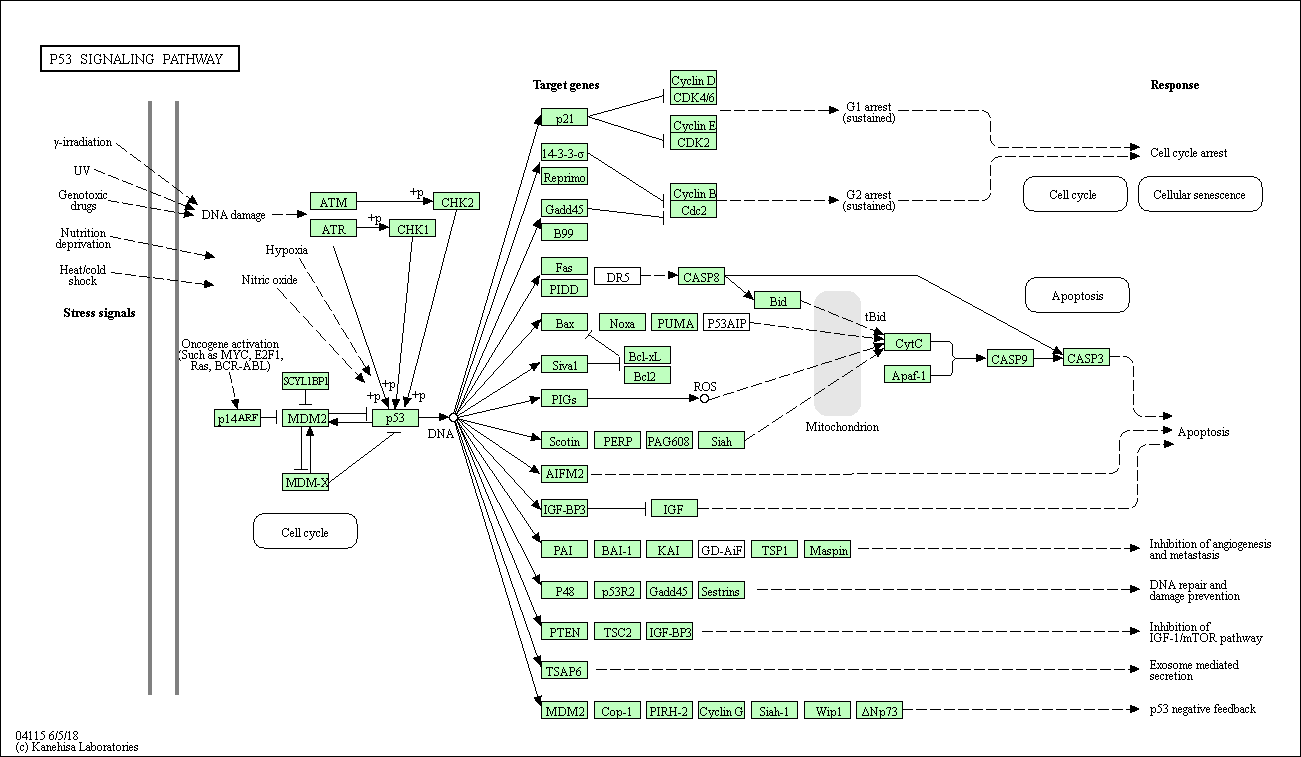 P53 SIGNALING PATHWAY
Target genes
Response
Cyclin D
CDK4/6
p21
G1 arrest
(sustained)
Cyclin E
CDK2
γ-irradiation
UV
Genotoxic
drugs
Nutrition
deprivation
Heat/cold
shock
Stress signals
DNA damage
ATM
+p
CHK2
ATR
+p
CHK1
Hypoxia
Nitric oxide
14-3-3-σ
Reprimo
Gadd45
B99
Cyclin B
Cdc2
G2 arrest
(sustained)
Cell cycle arrest
Cell cycle
Cellular senescence
Fas
PIDD
DR5
CASP8
Bid
tBid
Apoptosis
Bax
Noxa
PUMA
P53AIP
CytC
Siva1
Bcl-xL
Bcl2
Apaf-1
CASP9
CASP3
PIGs
ROS
Mitochondrion
Oncogene activation
(Such as MYC, E2F1,
Ras, BCR-ABL)
SCYL1BP1
+p
+p
+p
p14ARF
MDM2
p53
DNA
MDM-X
Cell cycle
Scotin
PERP
PAG608
Siah
Apoptosis
AIFM2
IGF-BP3
IGF
PAI
BAI-1
KAI
GD-AiF
TSP1
Maspin
Inhibition of angiogenesis
and metastasis
P48
p53R2
Gadd45
Sestrins
DNA repair and
damage prevention
PTEN
TSC2
IGF-BP3
Inhibition of
IGF-1/mTOR pathway
TSAP6
Exosome mediated
secretion
MDM2
Cop-1
PIRH-2
Cyclin G
Siah-1
Wip1
ΔNp73
p53 negative feedback
04115 6/5/18
(c) Kanehisa Laboratories